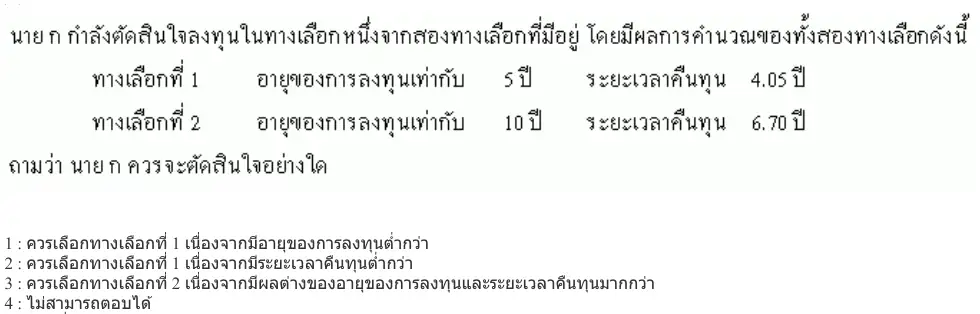 นาย ก กำลังตัดสินใจลงทุนในทางเลือกหนึ่งจากสองทางเลือกที่มีอยู่ โดยมีผลการคำนวณของทั้งสองทางเลือกดังนี้
ทางเลือกที่ 1 อายุของการลงทุนเท่ากับ 5 ปี ระยะเวลาคืนทุน 4.05 ปี
ทางเลือกที่ 2 อายุของการลงทุนเท่ากับ 10 ปี ระยะเวลาคืนทุน 6.70 ปี
ถามว่า นาย ก ควรจะตัดสินใจอย่างใด
1 : ควรเลือกทางเลือกที่ 1 เนื่องจากมีอายุของการลงทุนต่ำกว่า
2 : ควรเลือกทางเลือกที่ 1 เนื่องจากมีระยะเวลาคืนทุนต่ำกว่า
3 : ควรเลือกทางเลือกที่ 2 เนื่องจากมีผลต่างของอายุของการลงทุนและระยะเวลาคืนทุนมากกว่า
4 : ไม่สามารถตอบได้